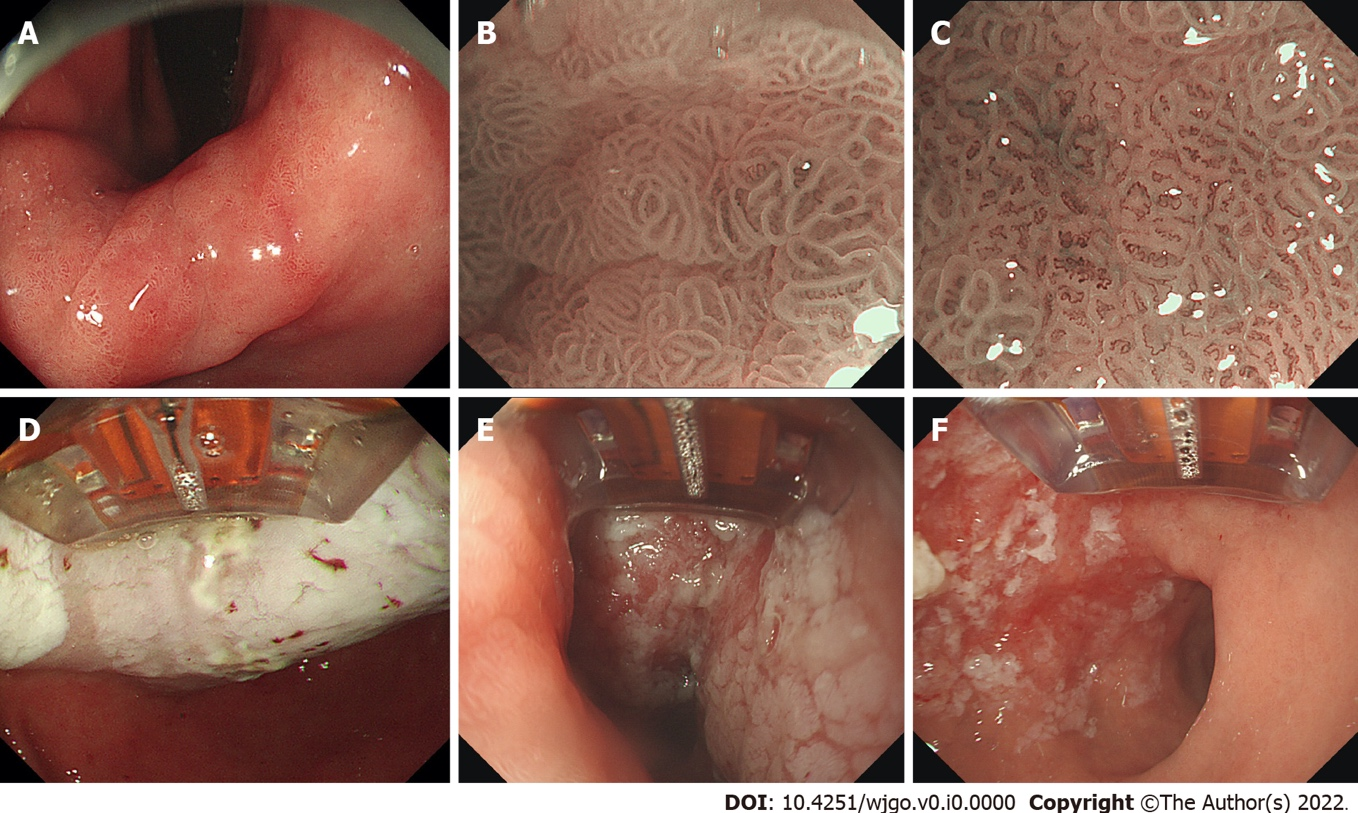 A
B
C
D
E
F
DOI: 10.4251/wjgo.v0.i0.0000 Copyright ©The Author(s) 2022.